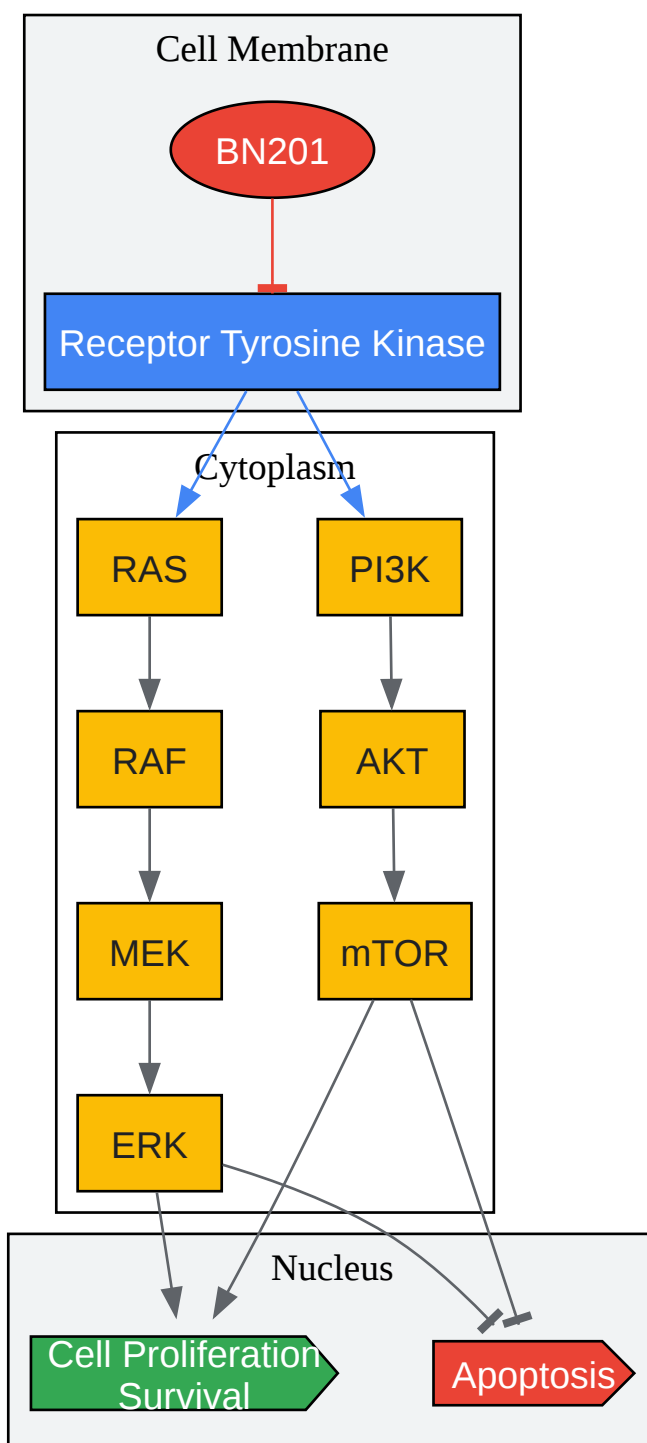 Cell Membrane
BN201
Receptor Tyrosine Kinase
Cytoplasm
RAS
PI3K
RAF
AKT
MEK
mTOR
ERK
Nucleus
Cell Proliferation
Survival
Apoptosis